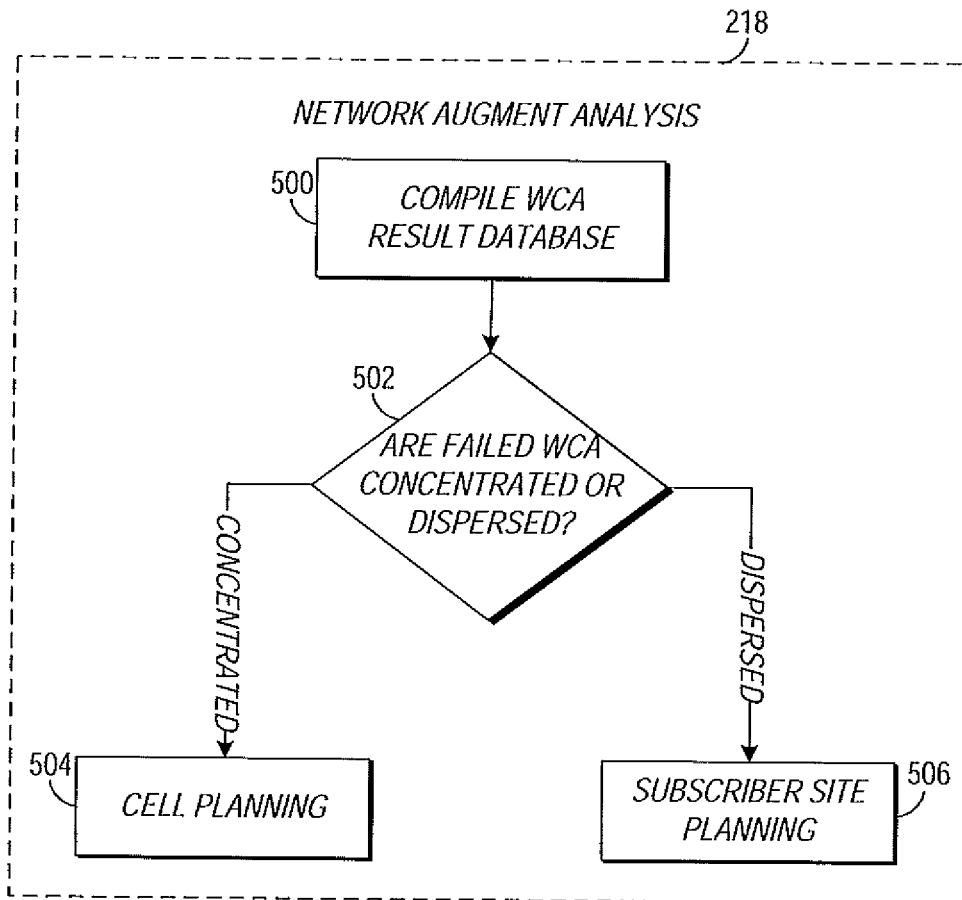 218
NETWORK AUGMENT ANALYSIS
500
COMPILE WCA
RESULT DATABASE
502
ARE FAILED WCA
CONCENTRATED OR
DISPERSED?
CONCENTRATED
DISPERSED
504
CELL PLANNING
506
SUBSCRIBER SITE
PLANNING